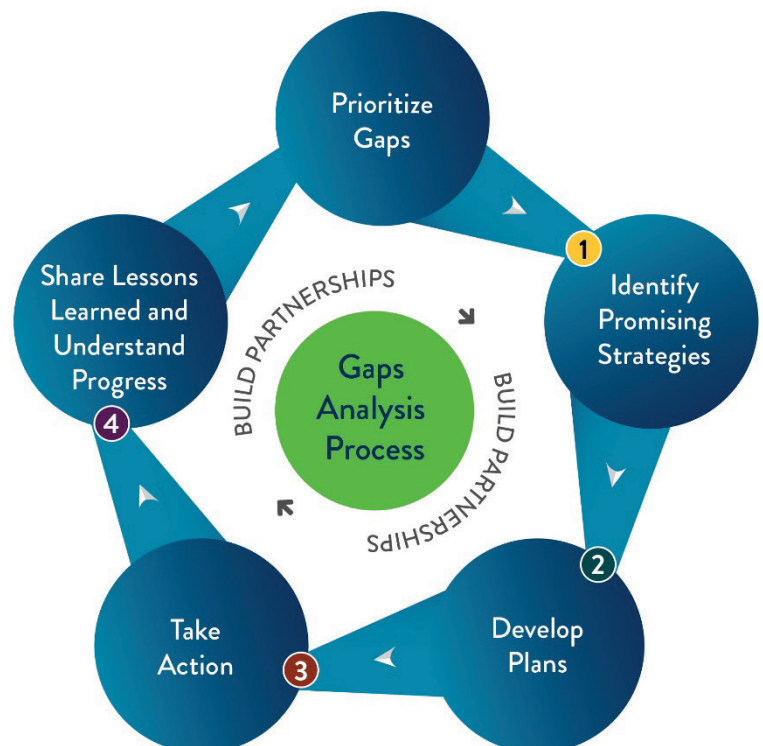 Prioritize
Gaps
1
Identify
Promising
Strategies
2
Develop
Plans
3
Take
Action
4
Share Lessons
Learned and
Understand
Progress
BUILD PARTNERSHIPS
BUILD PARTNERSHIPS
Gaps
Analysis
Process